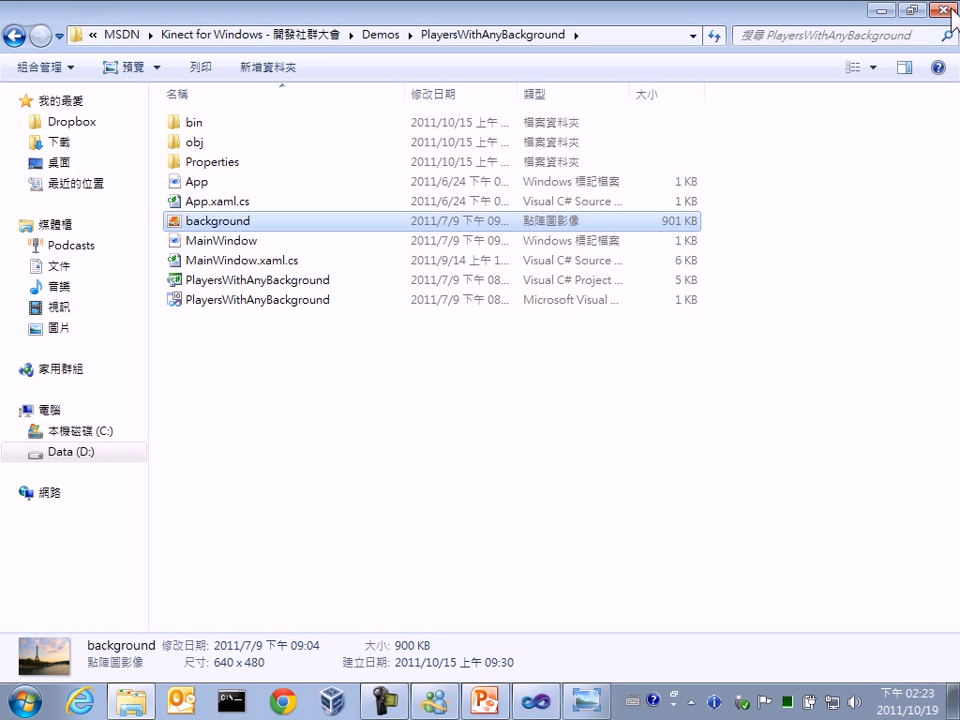 « MSDN ▸ Kinect for Windows - 開發社群大會 ▸ Demos ▸ PlayersWithAnyBackground ▸
搜尋 PlayersWithAnyBackground
組合管理 預覽 列印 新增資料夾
名稱 修改日期 類型 大小
我的最愛
Dropbox
下載
桌面
最近的位置
媒體櫃
Podcasts
文件
音樂
視訊
圖片
家用群組
電腦
本機磁碟 (C:)
Data (D:)
網路
bin 2011/10/15 上午 ... 檔案資料夾
obj 2011/10/15 上午 ... 檔案資料夾
Properties 2011/10/15 上午 ... 檔案資料夾
App 2011/6/24 下午 0... Windows 標記檔案 1 KB
App.xaml.cs 2011/6/24 下午 0... Visual C# Source ... 1 KB
background 2011/7/9 下午 09... 點陣圖影像 901 KB
MainWindow 2011/7/9 下午 09... Windows 標記檔案 1 KB
MainWindow.xaml.cs 2011/9/14 上午 1... Visual C# Source ... 6 KB
PlayersWithAnyBackground 2011/7/9 下午 08... Visual C# Project ... 5 KB
PlayersWithAnyBackground 2011/7/9 下午 08... Microsoft Visual ... 1 KB
background 修改日期: 2011/7/9 下午 09:04 大小: 900 KB
點陣圖影像 尺寸: 640 x 480 建立日期: 2011/10/15 上午 09:30
下午 02:23
2011/10/19